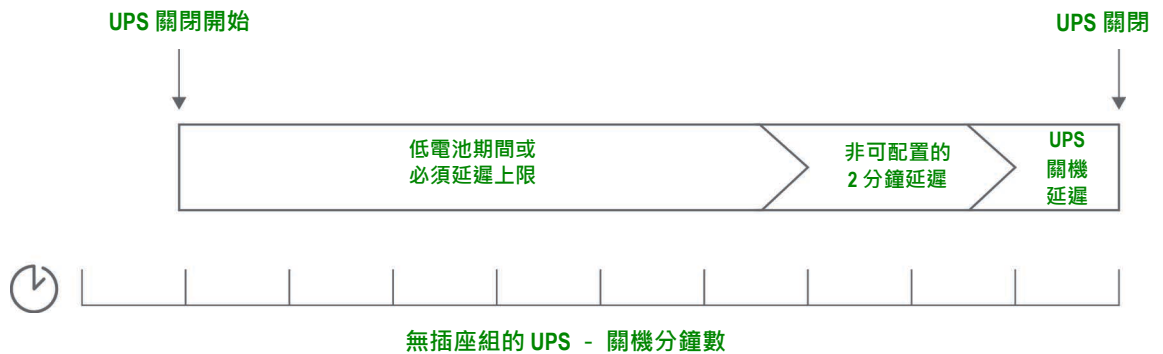 UPS 關閉開始
UPS 關閉
低電池期間或
必須延遲上限
非可配置的
2 分鐘延遲
UPS
關機
延遲
無插座組的 UPS - 關機分鐘數